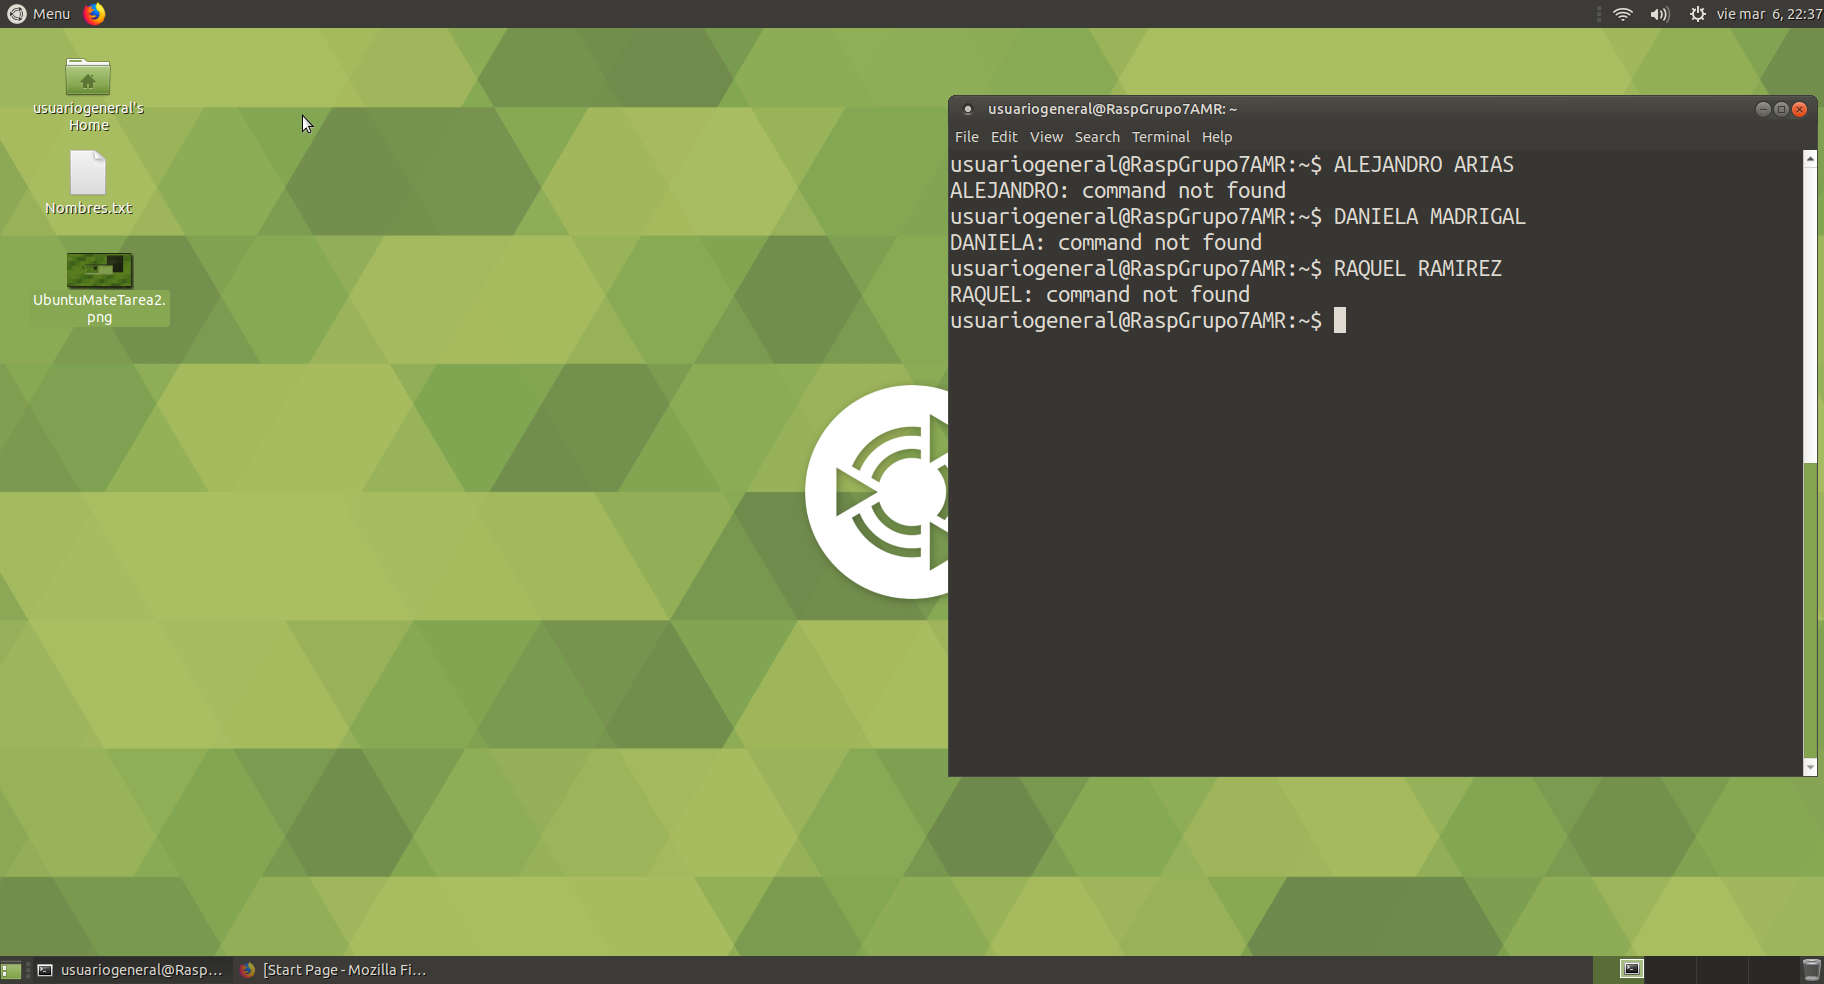 Menu
vie mar 6, 22:37
usuariogeneral's
Home
Nombres.txt
UbuntuMateTarea2.
png
usuariogeneral@RaspGrupo7AMR: ~
File Edit View Search Terminal Help
usuariogeneral@RaspGrupo7AMR:~$ ALEJANDRO ARIAS
ALEJANDRO: command not found
usuariogeneral@RaspGrupo7AMR:~$ DANIELA MADRIGAL
DANIELA: command not found
usuariogeneral@RaspGrupo7AMR:~$ RAQUEL RAMIREZ
RAQUEL: command not found
usuariogeneral@RaspGrupo7AMR:~$
usuariogeneral@Rasp...
[Start Page - Mozilla Fi...